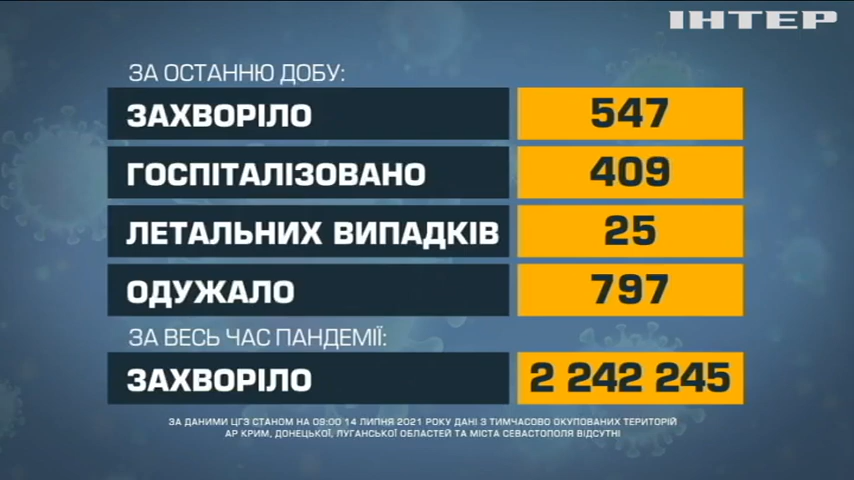 ІНТЕР
ЗА ОСТАННЮ ДОБУ:
ЗАХВОРІЛО 547
ГОСПІТАЛІЗОВАНО 409
ЛЕТАЛЬНИХ ВИПАДКІВ 25
ОДУЖАЛО 797
ЗА ВЕСЬ ЧАС ПАНДЕМІЇ:
ЗАХВОРІЛО 2 242 245
ЗА ДАНИМИ ЦГЗ СТАНОМ НА 09:00 14 ЛИПНЯ 2021 РОКУ ДАНІ З ТИМЧАСОВО ОКУПОВАНИХ ТЕРИТОРІЙ
АР КРИМ, ДОНЕЦЬКОЇ, ЛУГАНСЬКОЇ ОБЛАСТЕЙ ТА МІСТА СЕВАСТОПОЛЯ ВІДСУТНІ